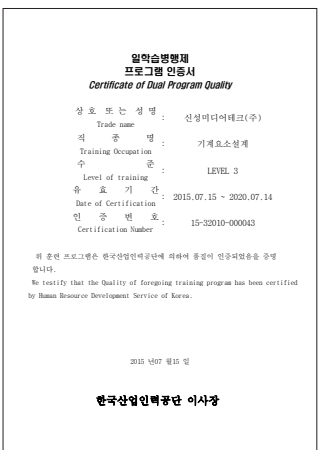 일학습병행제
프로그램 인증서
Certificate of Dual Program Quality
상 호 또 는 성 명 : 신성미디어테크(주)
Trade name
직 종 명 : 기계요소설계
Training Occupation
수 준 : LEVEL 3
Level of training
유 효 기 간 : 2015.07.15 ~ 2020.07.14
Date of Certification
인 증 번 호 : 15-32010-000043
Certification Number
위 훈련 프로그램은 한국산업인력공단에 의하여 품질이 인증되었음을 증명
합니다.
We testify that the Quality of foregoing training program has been certified
by Human Resource Development Service of Korea.
2015 년07 월15 일
한국산업인력공단 이사장